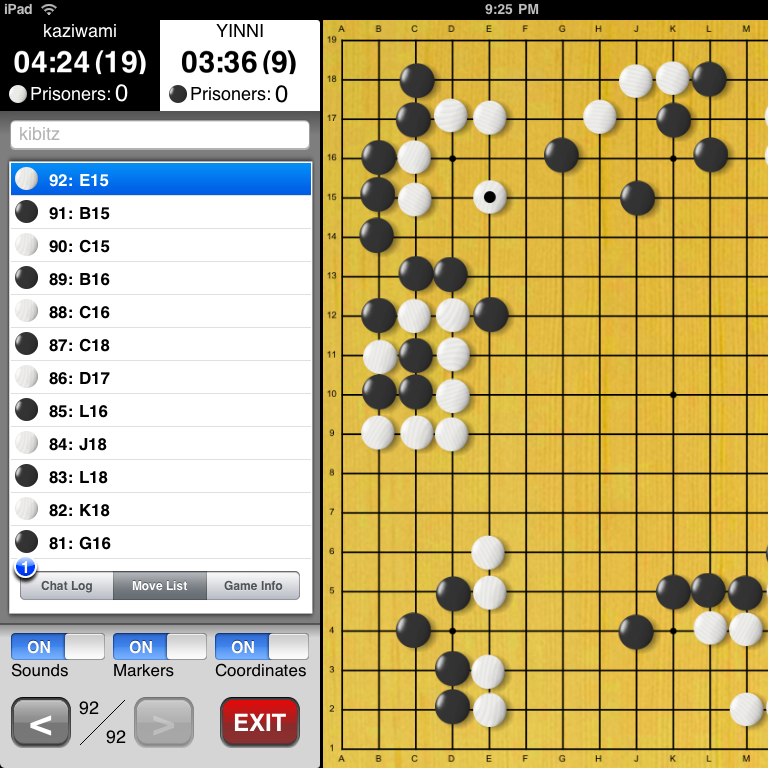 iPad 9:25 PM
kaziwami YINNI
04:24 (19) 03:36 (9)
Prisoners: 0 Prisoners: 0
kibitz
92: E15
91: B15
90: C15
89: B16
88: C16
87: C18
86: D17
85: L16
84: J18
83: L18
82: K18
81: G16
1
Chat Log Move List Game Info
ON ON ON
Sounds Markers Coordinates
< 92 / 92 > EXIT
A B C D E F G H J K L M
19
18
17
16
15
14
13
12
11
10
9
8
7
6
5
4
3
2
1
A B C D E F G H J K L M